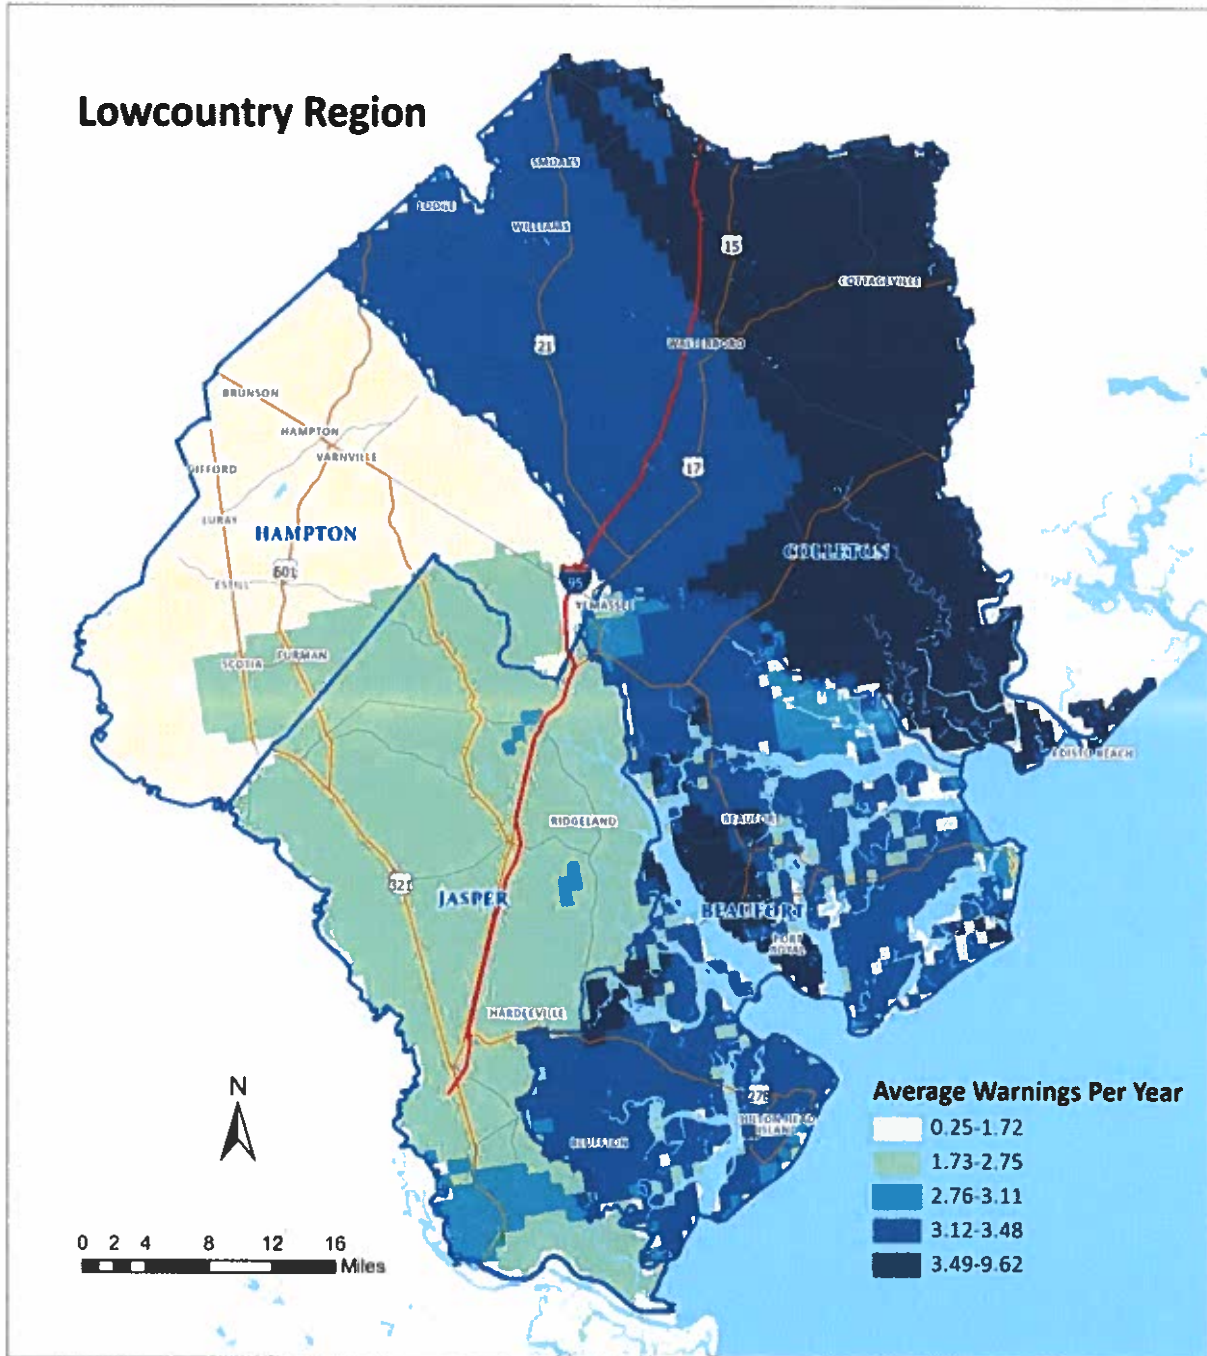 Lowcountry Region
SMOAKS
LODGE
WILLIAMS
15
COTTAGEVILLE
21
WALTERBORO
BRUNSON
HAMPTON
VARNVILLE
GIFFORD
17
LURAY
HAMPTON
COLLETON
601
ESTILL
95
YEMASSEE
SCOTIA
FURMAN
EDISTO BEACH
RIDGELAND
BEAUFORT
321
JASPER
BEAUFORT
PORT
ROYAL
HARDEEVILLE
N
278
HILTON HEAD
ISLAND
BLUFFTON
Average Warnings Per Year
0.25-1.72
1.73-2.75
2.76-3.11
3.12-3.48
3.49-9.62
0 2 4 8 12 16
Miles